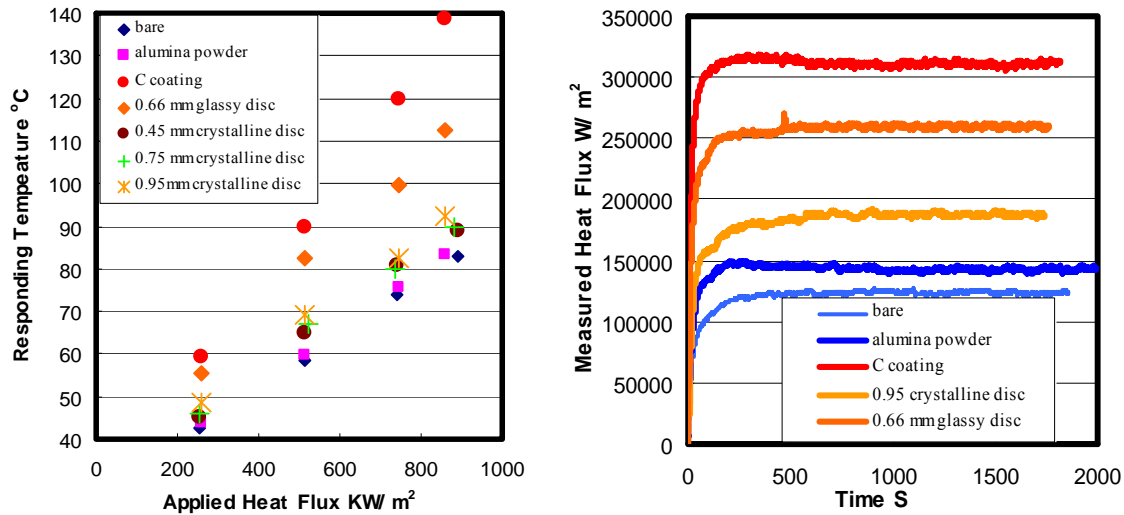 140
130
120
110
100
90
80
70
60
50
40
Responding Tempeature °C
bare
alumina powder
C coating
0.66 mm glassy disc
0.45 mm crystalline disc
0.75 mm crystalline disc
0.95mm crystalline disc
0 200 400 600 800 1000
Applied Heat Flux KW/ m²
350000
300000
250000
200000
150000
100000
50000
0
Measured Heat Flux W/ m²
bare
alumina powder
C coating
0.95 crystalline disc
0.66 mm glassy disc
0 500 1000 1500 2000
Time S